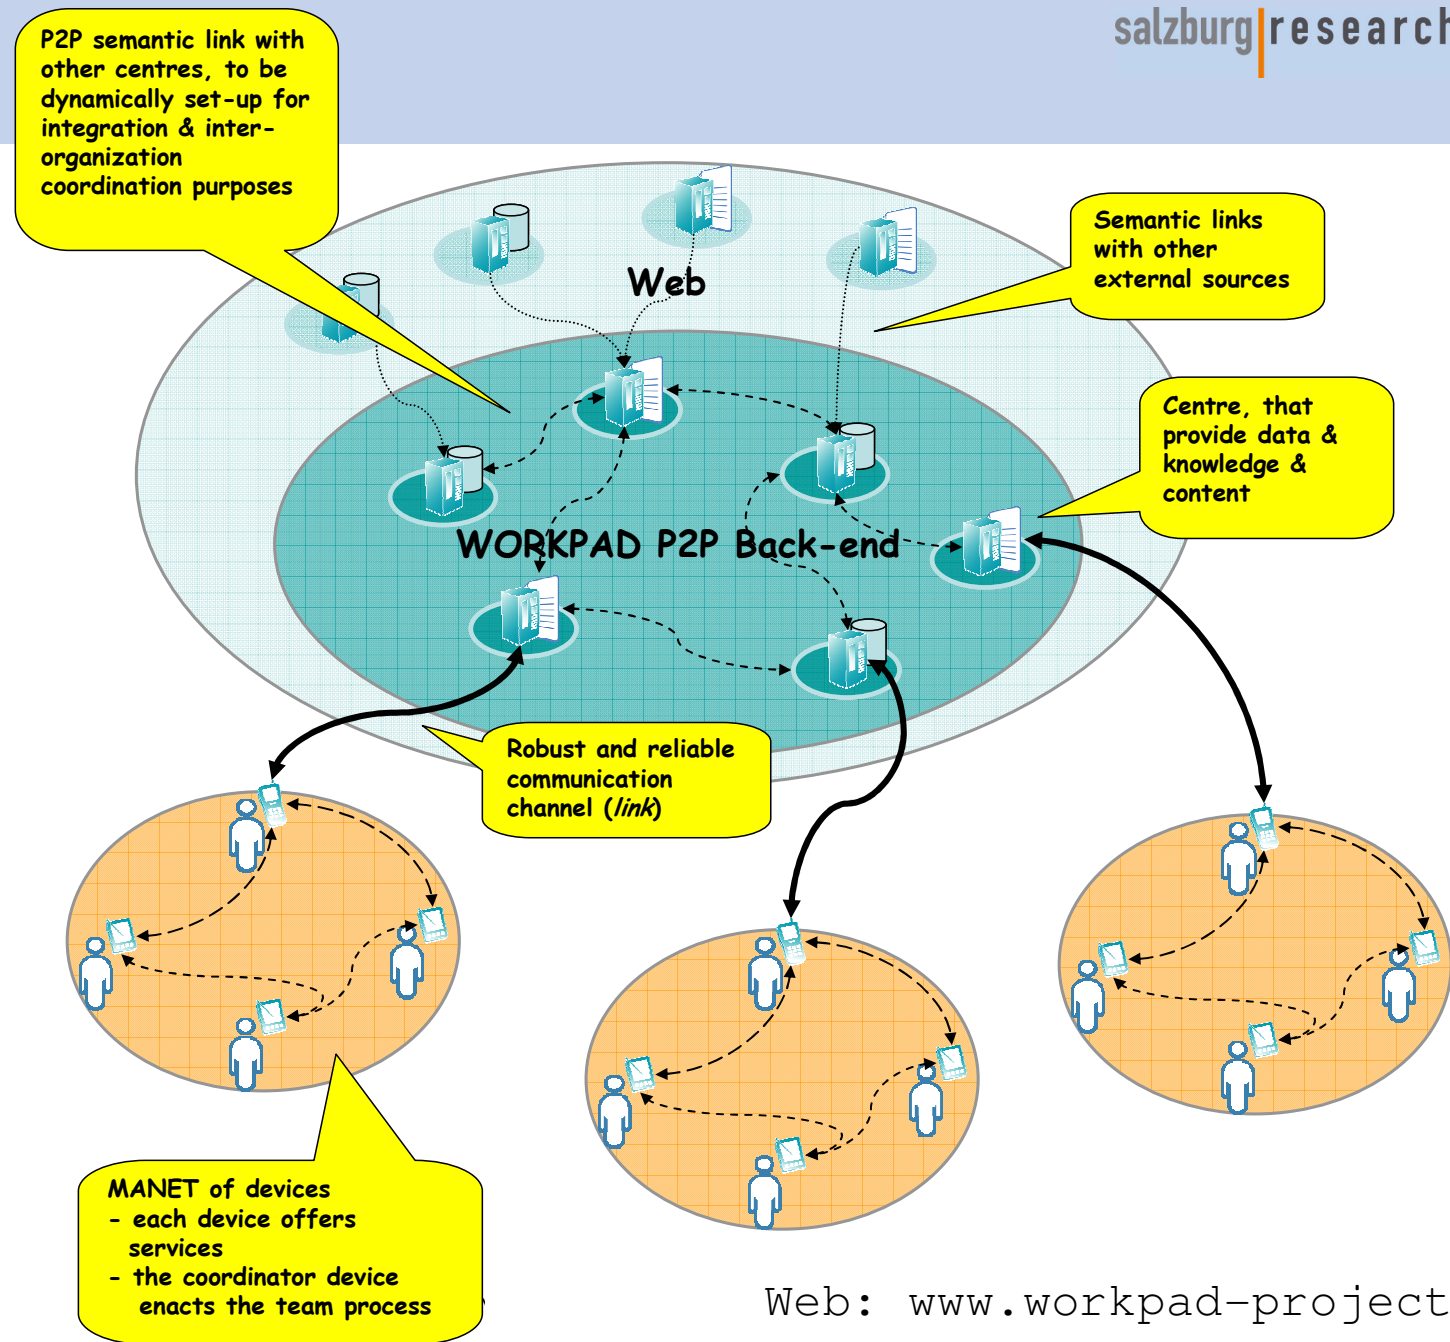 salzburg research
P2P semantic link with
other centres, to be
dynamically set-up for
integration & inter-
organization
coordination purposes
Semantic links
with other
external sources
Web
Centre, that
provide data &
knowledge &
content
WORKPAD P2P Back-end
Robust and reliable
communication
channel (link)
MANET of devices
- each device offers
services
- the coordinator device
enacts the team process
Web: www.workpad-project